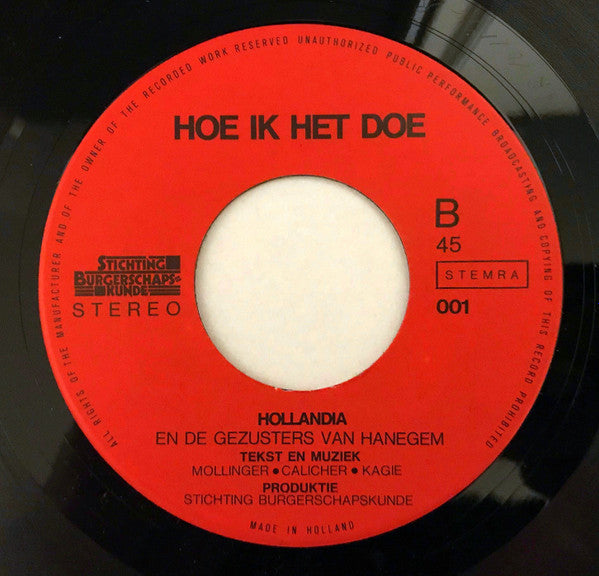 ALL RIGHTS OF THE MANUFACTURER AND OF THE OWNER OF THE RECORDED WORK RESERVED UNAUTHORIZED PUBLIC PERFORMANCE BROADCASTING AND COPYING OF THIS RECORD PROHIBITED
HOE IK HET DOE
B
45
STEMRA
001
STICHTING
BURGERSCHAPS-
KUNDE
STEREO
HOLLANDIA
EN DE GEZUSTERS VAN HANEGEM
TEKST EN MUZIEK
MOLLINGER • CALICHER • KAGIE
PRODUKTIE
STICHTING BURGERSCHAPSKUNDE
MADE IN HOLLAND